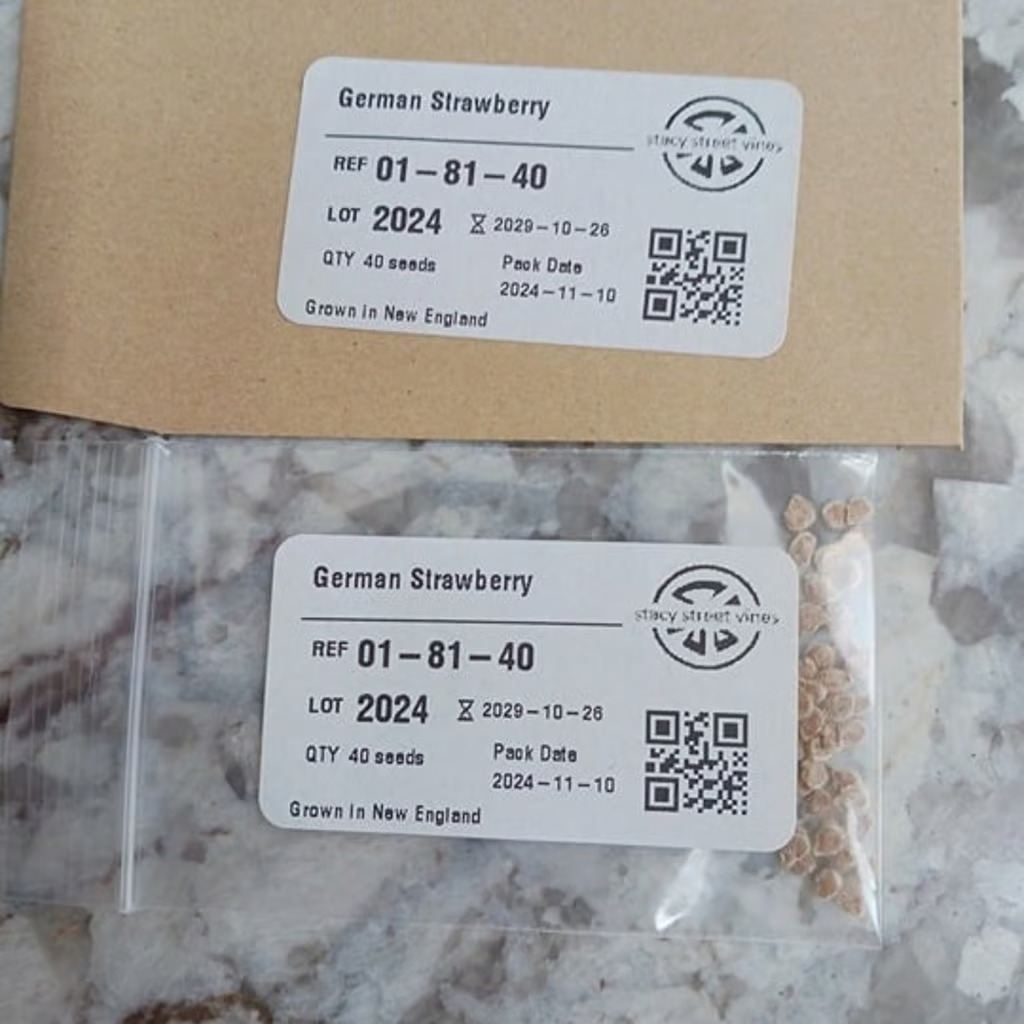 German Strawberry
stacy street vines
REF 01-81-40
LOT 2024 2029-10-26
QTY 40 seeds
Pack Date
2024-11-10
Grown in New England
German Strawberry
stacy street vines
REF 01-81-40
LOT 2024 2029-10-26
QTY 40 seeds
Pack Date
2024-11-10
Grown in New England